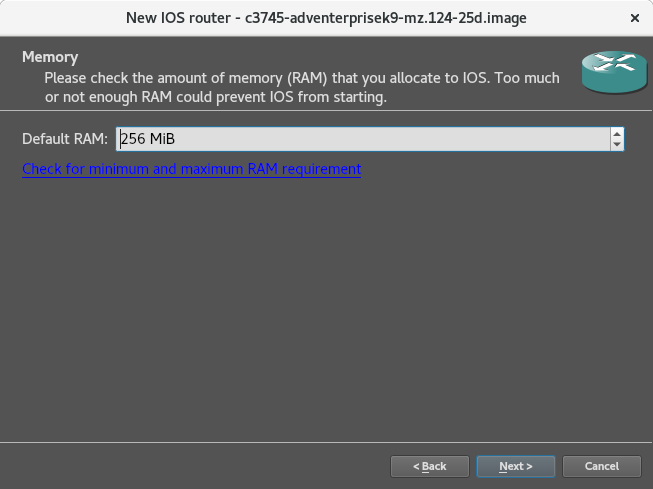 New IOS router - c3745-adventerprisek9-mz.124-25d.image
Memory
Please check the amount of memory (RAM) that you allocate to IOS. Too much
or not enough RAM could prevent IOS from starting.
Default RAM: 256 MiB
Check for minimum and maximum RAM requirement
< Back Next > Cancel